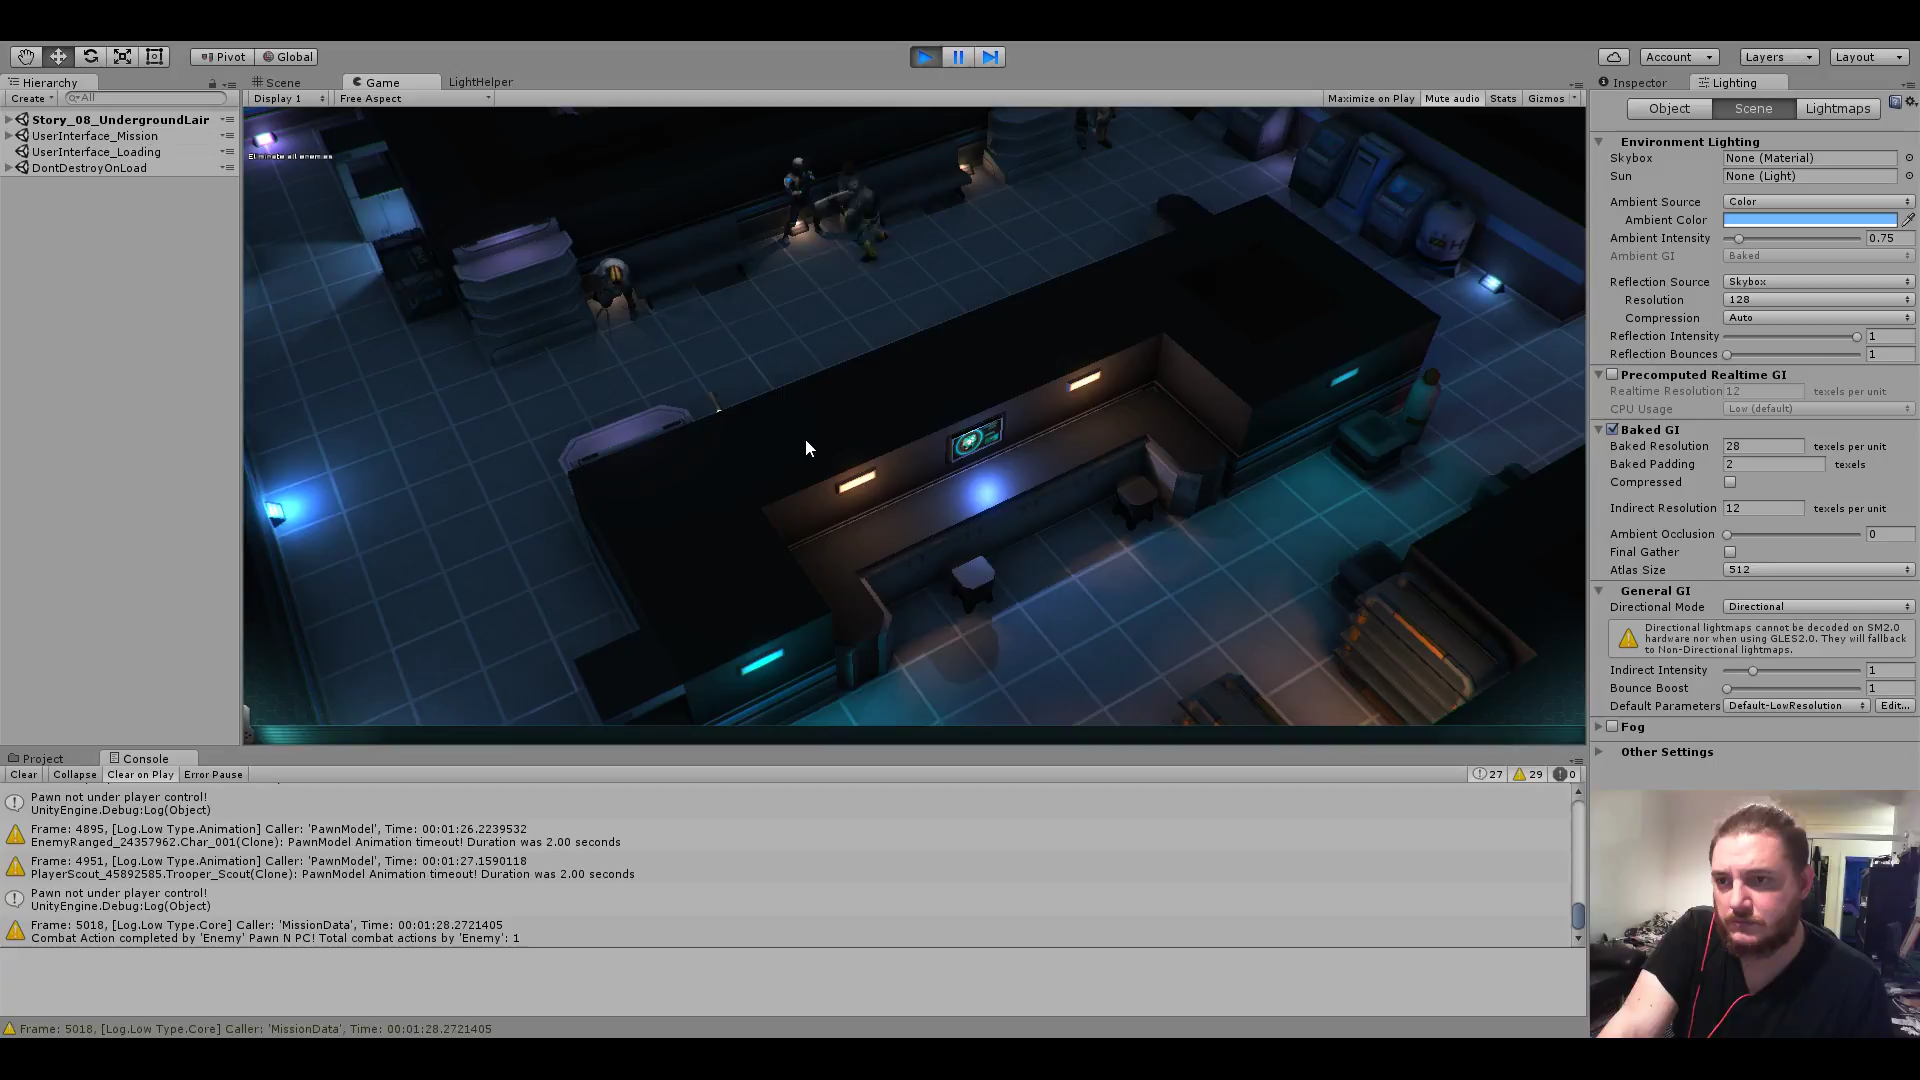 Pivot
Global
Account
Layers
Layout
Hierarchy
Scene
Game
LightHelper
Inspector
Lighting
Create
All
Display 1
Free Aspect
Maximize on Play
Mute audio
Stats
Gizmos
Object
Scene
Lightmaps
Story_08_UndergroundLair
UserInterface_Mission
UserInterface_Loading
DontDestroyOnLoad
Eliminate all enemies
Environment Lighting
Skybox None (Material)
Sun None (Light)
Ambient Source Color
Ambient Color
Ambient Intensity 0.75
Ambient GI Baked
Reflection Source Skybox
Resolution 128
Compression Auto
Reflection Intensity 1
Reflection Bounces 1
Precomputed Realtime GI
Realtime Resolution 12 texels per unit
CPU Usage Low (default)
Baked GI
Baked Resolution 28 texels per unit
Baked Padding 2 texels
Compressed
Indirect Resolution 12 texels per unit
Ambient Occlusion 0
Final Gather
Atlas Size 512
General GI
Directional Mode Directional
Directional lightmaps cannot be decoded on SM2.0
hardware nor when using GLES2.0. They will fallback
to Non-Directional lightmaps.
Indirect Intensity 1
Bounce Boost 1
Default Parameters Default-LowResolution Edit...
Fog
Other Settings
Project
Console
Clear
Collapse
Clear on Play
Error Pause
27
29
0
Pawn not under player control!
UnityEngine.Debug:Log(Object)
Frame: 4895, [Log.Low Type.Animation] Caller: 'PawnModel', Time: 00:01:26.2239532
EnemyRanged_24357962.Char_001(Clone): PawnModel Animation timeout! Duration was 2.00 seconds
Frame: 4951, [Log.Low Type.Animation] Caller: 'PawnModel', Time: 00:01:27.1590118
PlayerScout_45892585.Trooper_Scout(Clone): PawnModel Animation timeout! Duration was 2.00 seconds
Pawn not under player control!
UnityEngine.Debug:Log(Object)
Frame: 5018, [Log.Low Type.Core] Caller: 'MissionData', Time: 00:01:28.2721405
Combat Action completed by 'Enemy' Pawn N PC! Total combat actions by 'Enemy': 1
Frame: 5018, [Log.Low Type.Core] Caller: 'MissionData', Time: 00:01:28.2721405